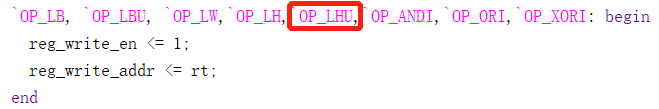 `OP_LB, `OP_LBU, `OP_LW,`OP_LH,`OP_LHU,`OP_ANDI,`OP_ORI,`OP_XORI: begin
reg_write_en <= 1;
reg_write_addr <= rt;
end